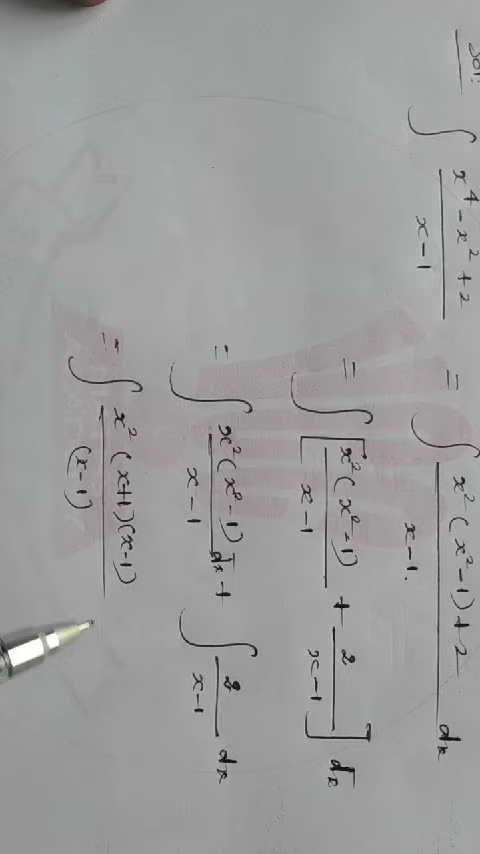 Sol:
∫ x⁴ - x² + 2 / x - 1 = ∫ x² (x² - 1) + 2 / x - 1. dx
= ∫ [ x² (x² - 1) / x - 1 + 2 / x - 1 ] dx
= ∫ x² (x² - 1) / x - 1 dx + ∫ 2 / x - 1 dx
= ∫ x² (x + 1) (x - 1) / (x - 1)